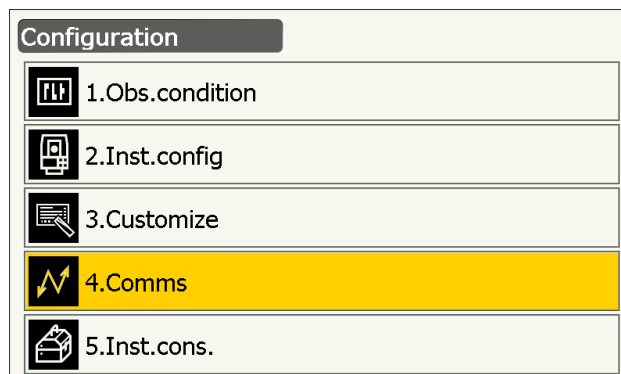 Configuration
1.Obs.condition
2.Inst.config
3.Customize
4.Comms
5.Inst.cons.